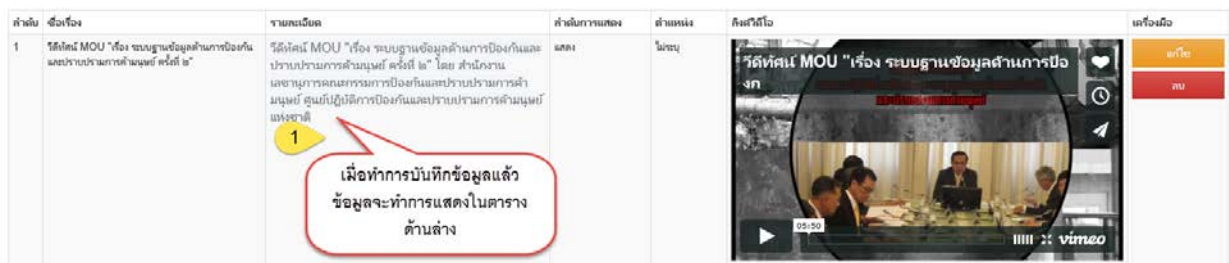 ลำดับ ชื่อเรื่อง รายละเอียด ลำดับการแสดง ตำแหน่ง ลิงค์วิดีโอ เครื่องมือ
1 วีดีทัศน์ MOU "เรื่อง ระบบฐานข้อมูลด้านการป้องกัน
และปราบปรามการค้ามนุษย์ ครั้งที่ ๒"
วีดีทัศน์ MOU "เรื่อง ระบบฐานข้อมูลด้านการป้องกันและ
ปราบปรามการค้ามนุษย์ ครั้งที่ ๒" โดย สำนักงาน
เลขานุการคณะกรรมการป้องกันและปราบปรามการค้า
มนุษย์ ศูนย์ปฏิบัติการป้องกันและปราบปรามการค้ามนุษย์
แห่งชาติ
แสดง
ไม่ระบุ
วีดีทัศน์ MOU "เรื่อง ระบบฐานข้อมูลด้านการป้อ
งก
05:50
vimeo
แก้ไข
ลบ
1
เมื่อทำการบันทึกข้อมูลแล้ว
ข้อมูลจะทำการแสดงในตาราง
ด้านล่าง